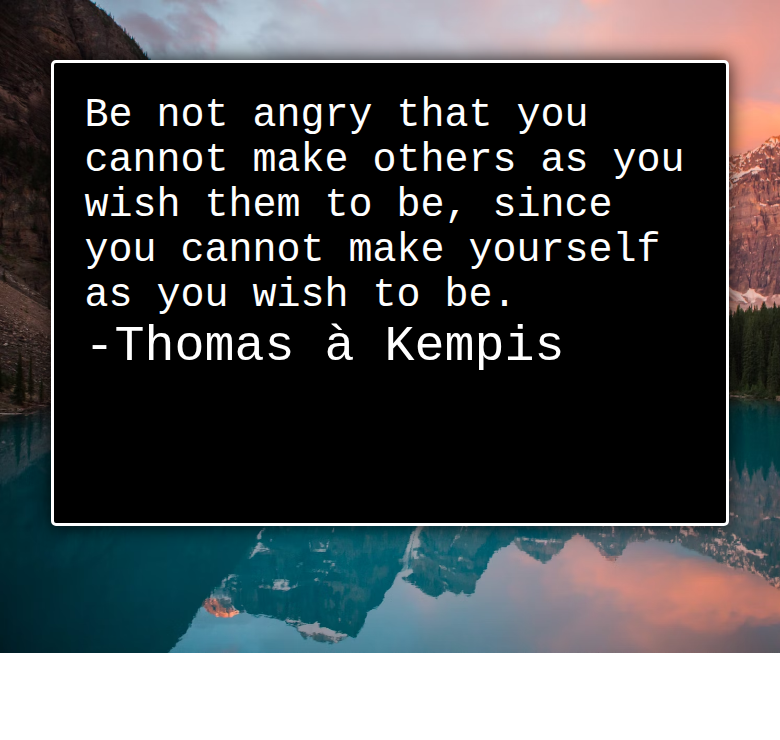 Be not angry that you
cannot make others as you
wish them to be, since
you cannot make yourself
as you wish to be.
-Thomas à Kempis